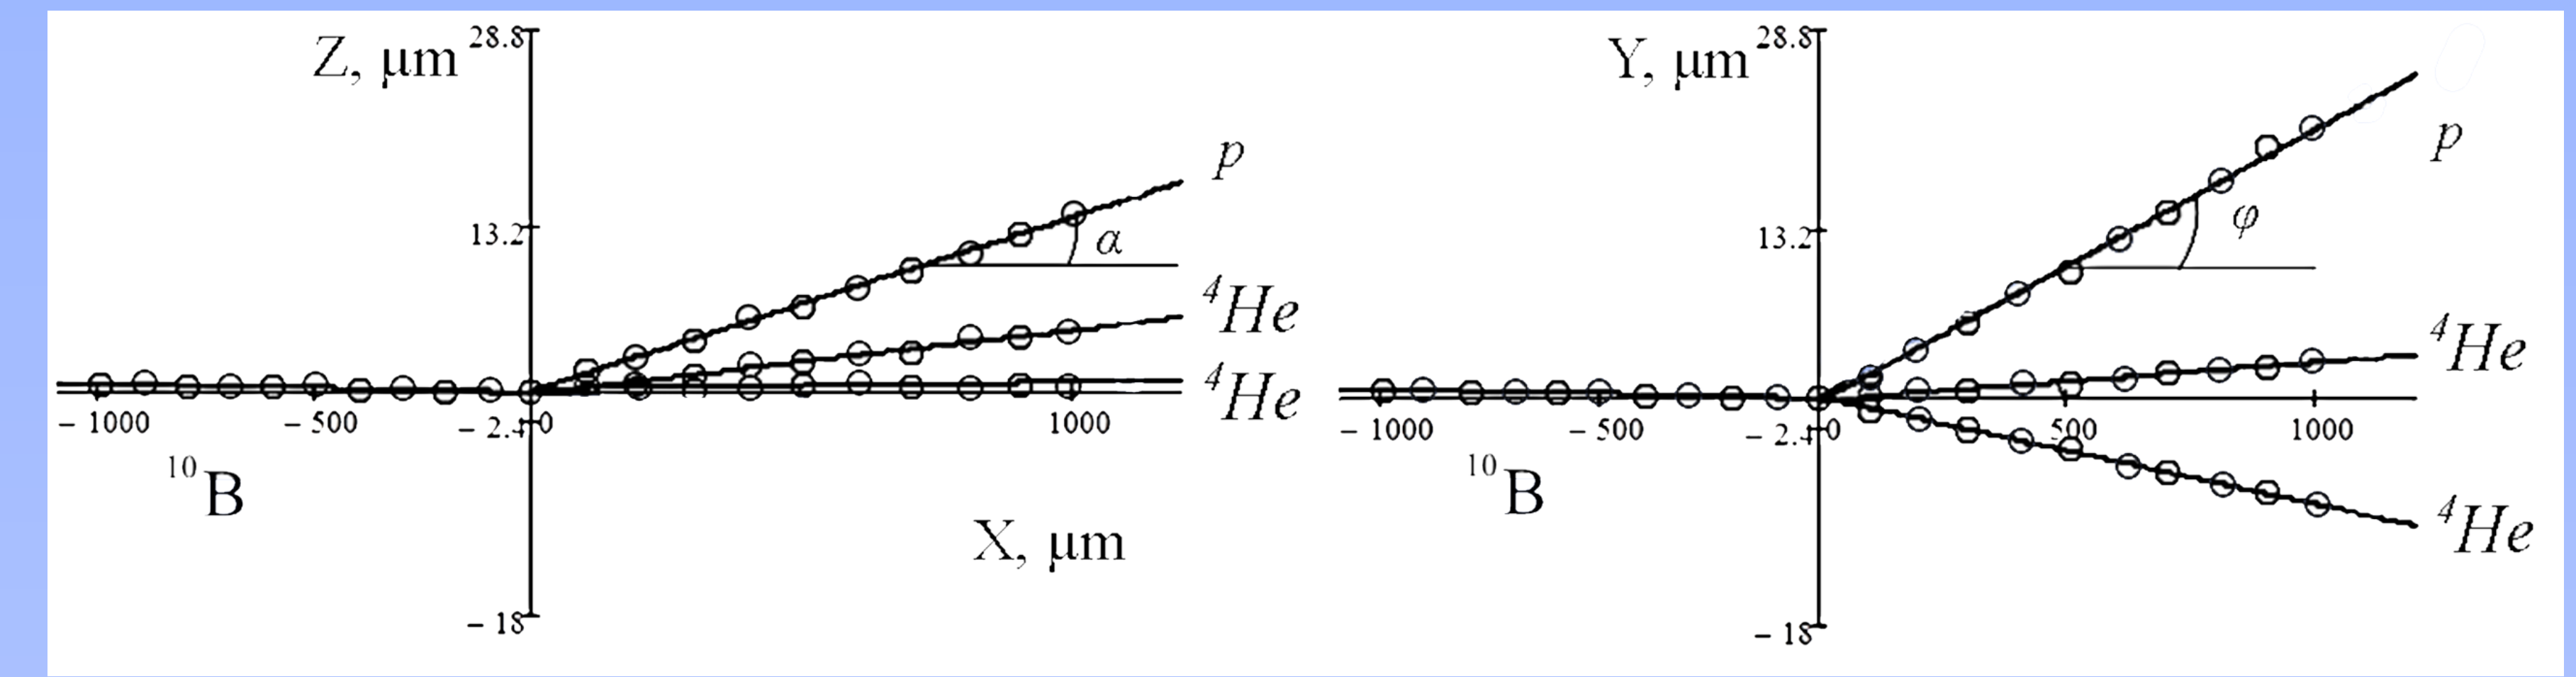 Z, μm
28.8
13.2
– 2.4
– 18
– 1000
– 500
0
1000
p
α
⁴He
⁴He
¹⁰B
X, μm
Y, μm
28.8
13.2
– 2.4
– 18
– 1000
– 500
0
500
1000
p
φ
⁴He
⁴He
¹⁰B